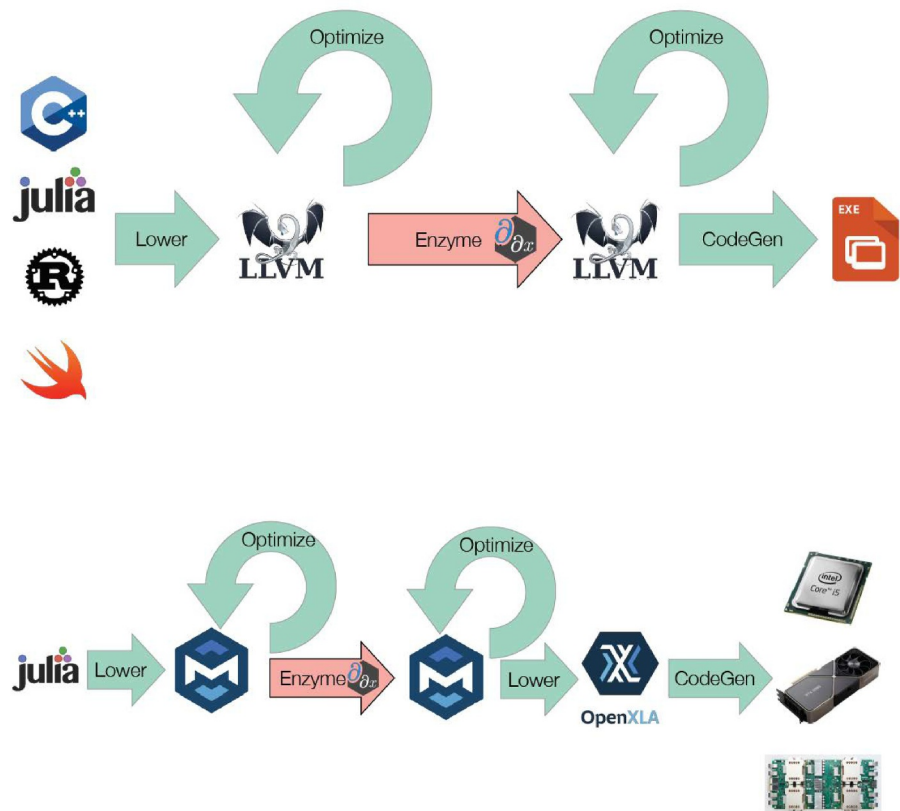 Optimize
Optimize
C++
julia
Lower
LLVM
Enzyme ∂ ∂x
LLVM
CodeGen
EXE
R
Optimize
Optimize
intel
Core i5
julia
Lower
M
Enzyme ∂ ∂x
M
Lower
CodeGen
OpenXLA